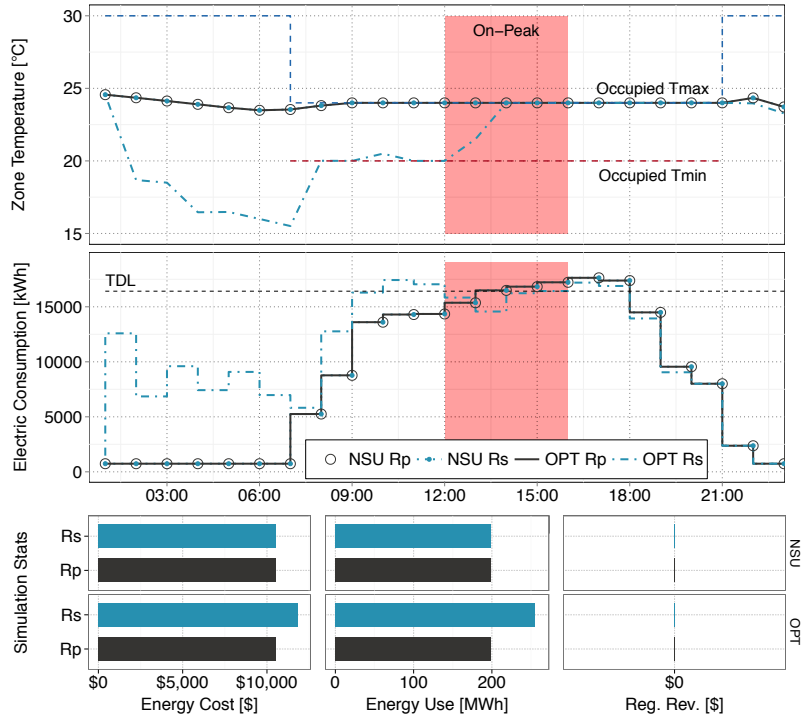 30
25
20
15
Zone Temperature [°C]
On−Peak
Occupied Tmax
Occupied Tmin
15000
10000
5000
0
Electric Consumption [kWh]
TDL
NSU Rp NSU Rs OPT Rp OPT Rs
03:00 06:00 09:00 12:00 15:00 18:00 21:00
Simulation Stats
Rs
Rp
NSU
Rs
Rp
OPT
$0 $5,000 $10,000 0 100 200 $0
Energy Cost [$] Energy Use [MWh] Reg. Rev. [$]